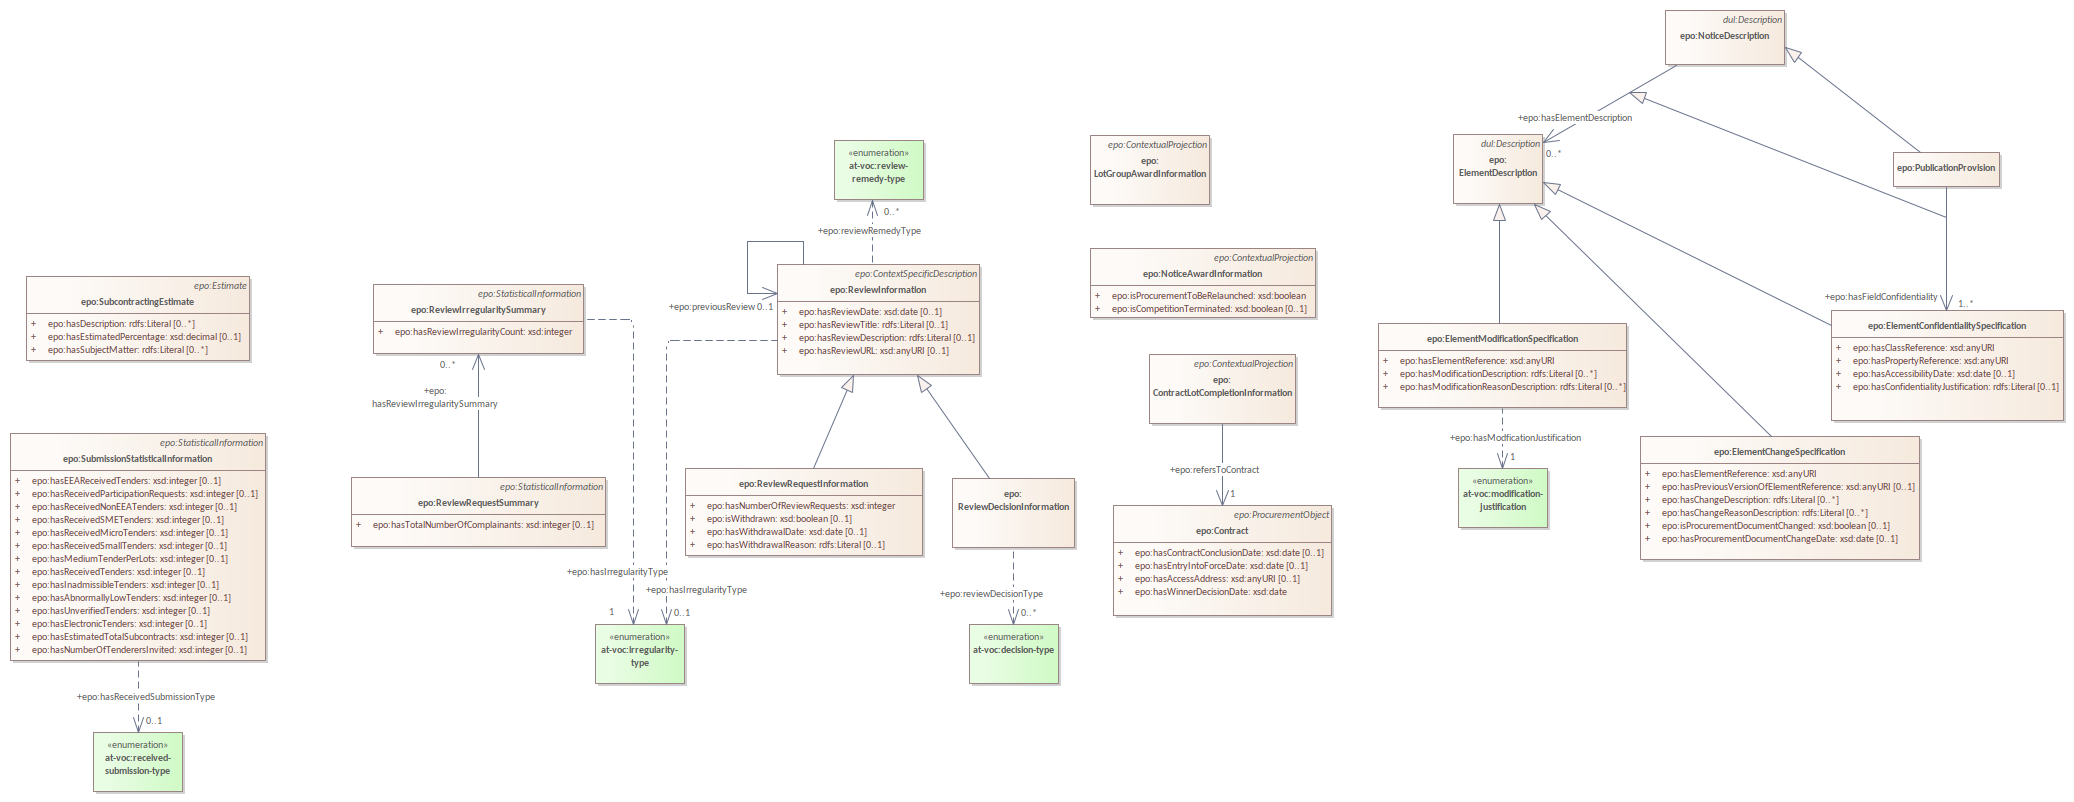 epo:Estimate
epo:SubcontractingEstimate
+ epo:hasDescription: rdfs:Literal [0..*]
+ epo:hasEstimatedPercentage: xsd:decimal [0..1]
+ epo:hasSubjectMatter: rdfs:Literal [0..*]
epo:StatisticalInformation
epo:SubmissionStatisticalInformation
+ epo:hasEEAReceivedTenders: xsd:integer [0..1]
+ epo:hasReceivedParticipationRequests: xsd:integer [0..1]
+ epo:hasReceivedNonEEATenders: xsd:integer [0..1]
+ epo:hasReceivedSMETenders: xsd:integer [0..1]
+ epo:hasReceivedMicroTenders: xsd:integer [0..1]
+ epo:hasReceivedSmallTenders: xsd:integer [0..1]
+ epo:hasMediumTenderPerLots: xsd:integer [0..1]
+ epo:hasReceivedTenders: xsd:integer [0..1]
+ epo:hasInadmissibleTenders: xsd:integer [0..1]
+ epo:hasAbnormallyLowTenders: xsd:integer [0..1]
+ epo:hasUnverifiedTenders: xsd:integer [0..1]
+ epo:hasElectronicTenders: xsd:integer [0..1]
+ epo:hasEstimatedTotalSubcontracts: xsd:integer [0..1]
+ epo:hasNumberOfTenderersInvited: xsd:integer [0..1]
+epo:hasReceivedSubmissionType
0..1
«enumeration»
at-voc:received-
submission-type
epo:StatisticalInformation
epo:ReviewIrregularitySummary
+ epo:hasReviewIrregularityCount: xsd:integer
0..*
+epo:
hasReviewIrregularitySummary
epo:StatisticalInformation
epo:ReviewRequestSummary
+ epo:hasTotalNumberOfComplainants: xsd:integer [0..1]
+epo:hasIrregularityType
1
+epo:hasIrregularityType
0..1
«enumeration»
at-voc:irregularity-
type
«enumeration»
at-voc:review-
remedy-type
0..*
+epo:reviewRemedyType
+epo:previousReview 0..1
epo:ContextSpecificDescription
epo:ReviewInformation
+ epo:hasReviewDate: xsd:date [0..1]
+ epo:hasReviewTitle: rdfs:Literal [0..1]
+ epo:hasReviewDescription: rdfs:Literal [0..1]
+ epo:hasReviewURL: xsd:anyURI [0..1]
epo:ReviewRequestInformation
+ epo:hasNumberOfReviewRequests: xsd:integer
+ epo:isWithdrawn: xsd:boolean [0..1]
+ epo:hasWithdrawalDate: xsd:date [0..1]
+ epo:hasWithdrawalReason: rdfs:Literal [0..1]
epo:
ReviewDecisionInformation
+epo:reviewDecisionType
0..*
«enumeration»
at-voc:decision-type
epo:ContextualProjection
epo:
LotGroupAwardInformation
epo:ContextualProjection
epo:NoticeAwardInformation
+ epo:isProcurementToBeRelaunched: xsd:boolean
+ epo:isCompetitionTerminated: xsd:boolean [0..1]
epo:ContextualProjection
epo:
ContractLotCompletionInformation
+epo:refersToContract
1
epo:ProcurementObject
epo:Contract
+ epo:hasContractConclusionDate: xsd:date [0..1]
+ epo:hasEntryIntoForceDate: xsd:date [0..1]
+ epo:hasAccessAddress: xsd:anyURI [0..1]
+ epo:hasWinnerDecisionDate: xsd:date
dul:Description
epo:NoticeDescription
+epo:hasElementDescription
0..*
dul:Description
epo:
ElementDescription
epo:PublicationProvision
+epo:hasFieldConfidentiality
1..*
epo:ElementModificationSpecification
+ epo:hasElementReference: xsd:anyURI
+ epo:hasModificationDescription: rdfs:Literal [0..*]
+ epo:hasModificationReasonDescription: rdfs:Literal [0..*]
+epo:hasModficationJustification
1
«enumeration»
at-voc:modification-
justification
epo:ElementConfidentialitySpecification
+ epo:hasClassReference: xsd:anyURI
+ epo:hasPropertyReference: xsd:anyURI
+ epo:hasAccessibilityDate: xsd:date [0..1]
+ epo:hasConfidentialityJustification: rdfs:Literal [0..1]
epo:ElementChangeSpecification
+ epo:hasElementReference: xsd:anyURI
+ epo:hasPreviousVersionOfElementReference: xsd:anyURI [0..1]
+ epo:hasChangeDescription: rdfs:Literal [0..*]
+ epo:hasChangeReasonDescription: rdfs:Literal [0..*]
+ epo:isProcurementDocumentChanged: xsd:boolean [0..1]
+ epo:hasProcurementDocumentChangeDate: xsd:date [0..1]